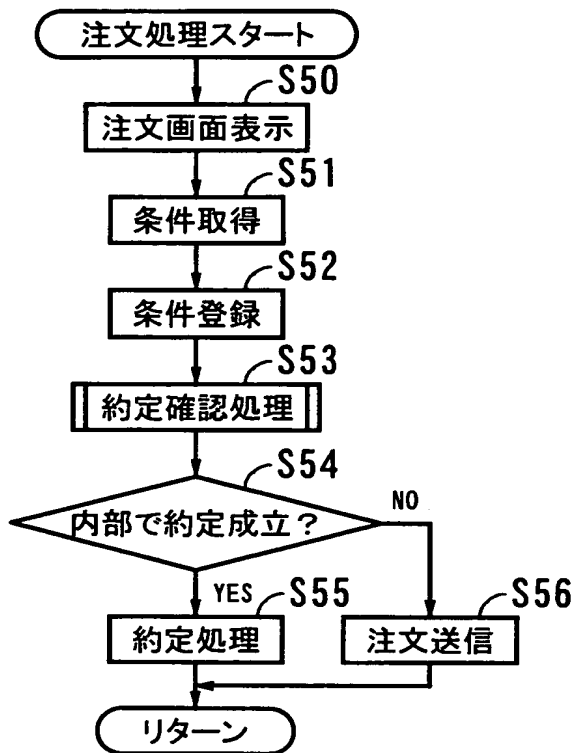 注文処理スタート
S50
注文画面表示
S51
条件取得
S52
条件登録
S53
約定確認処理
S54
内部で約定成立？
NO
YES
S55
約定処理
S56
注文送信
リターン